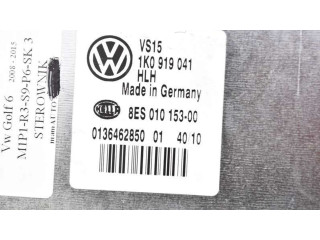 Vw Golf 6 2008 - 2013
M1P1-R3-S9-P6-SK 3
STEROWNIK
VS15
1K0 919 041
HLH
Made in Germany
HELLA
8ES 010 153-00
0136462850 01 40 10